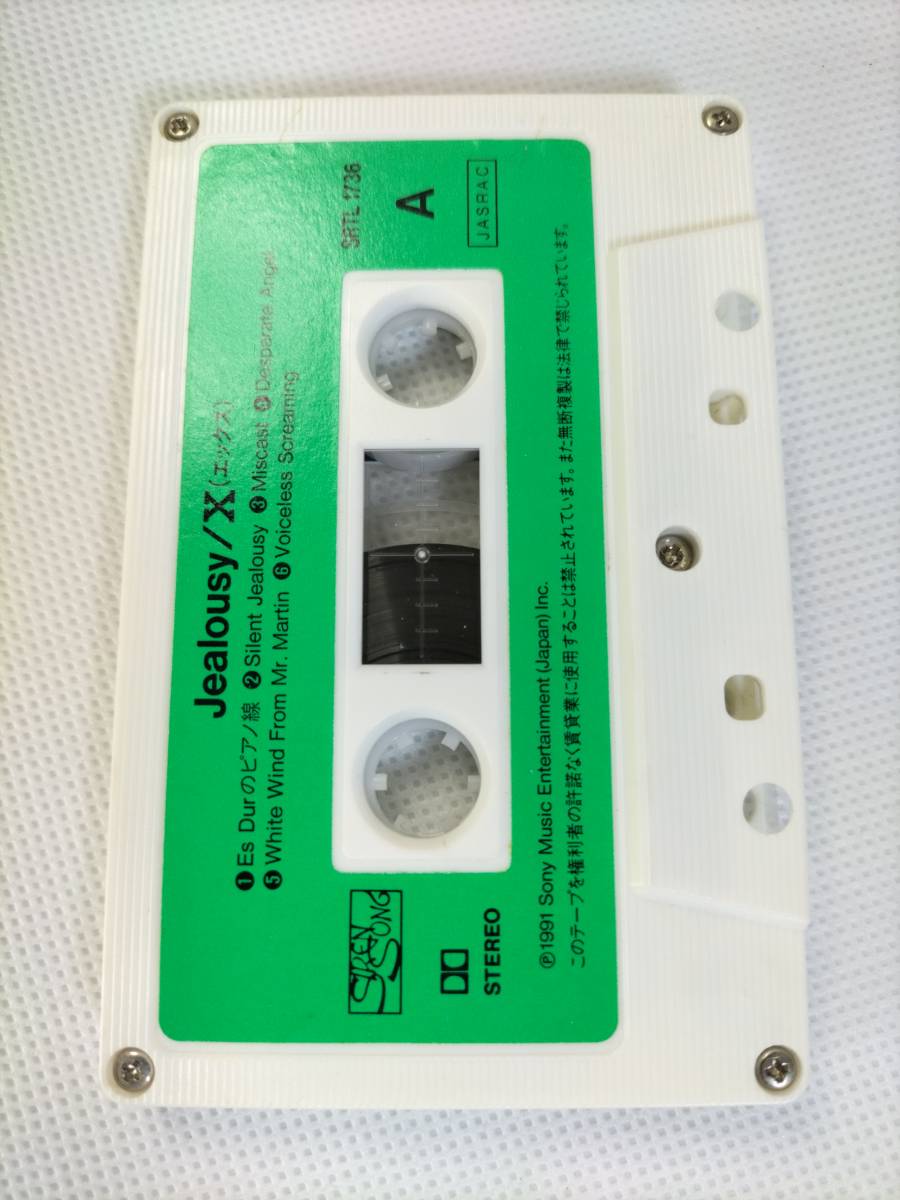 Jealousy/X(エックス)
❶Es Durのピアノ線 ❷Silent Jealousy ❸Miscast ❹Desparate Angel
❺White Wind From Mr. Martin ❻Voiceless Screaming
SRTL 1736
A
JASRAC
SIREN
SONG
STEREO
Ⓟ1991 Sony Music Entertainment (Japan) Inc.
このテープを権利者の許諾なく賃貸業に使用することは禁止されています。また無断複製は法律で禁じられています。